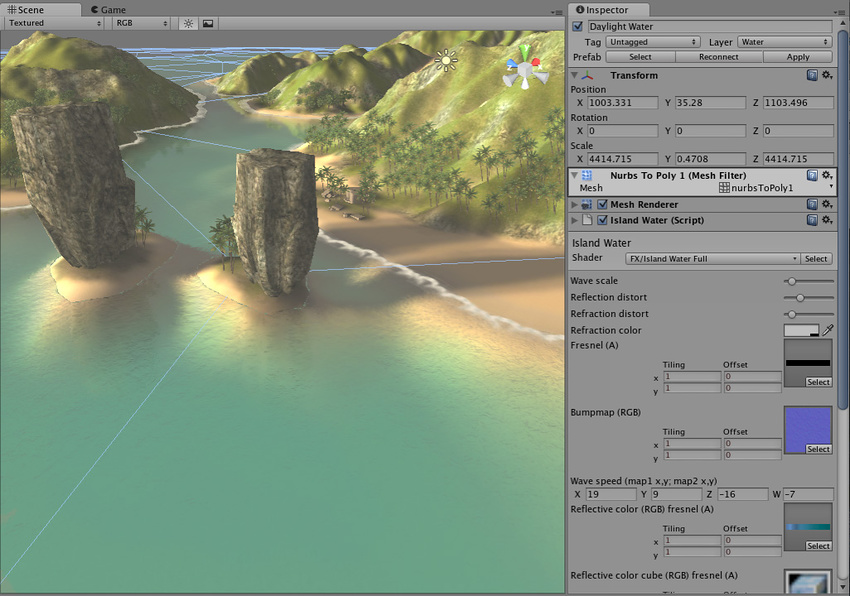 Scene Game
Inspector
Textured RGB
Daylight Water
Tag Untagged Layer Water
Prefab Select Reconnect Apply
Transform
Position
X 1003.331 Y 35.28 Z 1103.496
Rotation
X 0 Y 0 Z 0
Scale
X 4414.715 Y 0.4708 Z 4414.715
Nurbs To Poly 1 (Mesh Filter)
Mesh nurbsToPoly1
Mesh Renderer
Island Water (Script)
Island Water
Shader FX/Island Water Full Select
Wave scale
Reflection distort
Refraction distort
Refraction color
Fresnel (A)
Tiling Offset
x 1 0
y 1 0
Select
Bumpmap (RGB)
Tiling Offset
x 1 0
y 1 0
Select
Wave speed (map1 x,y; map2 x,y)
X 19 Y 9 Z -16 W -7
Reflective color (RGB) fresnel (A)
Tiling Offset
x 1 0
y 1 0
Select
Reflective color cube (RGB) fresnel (A)